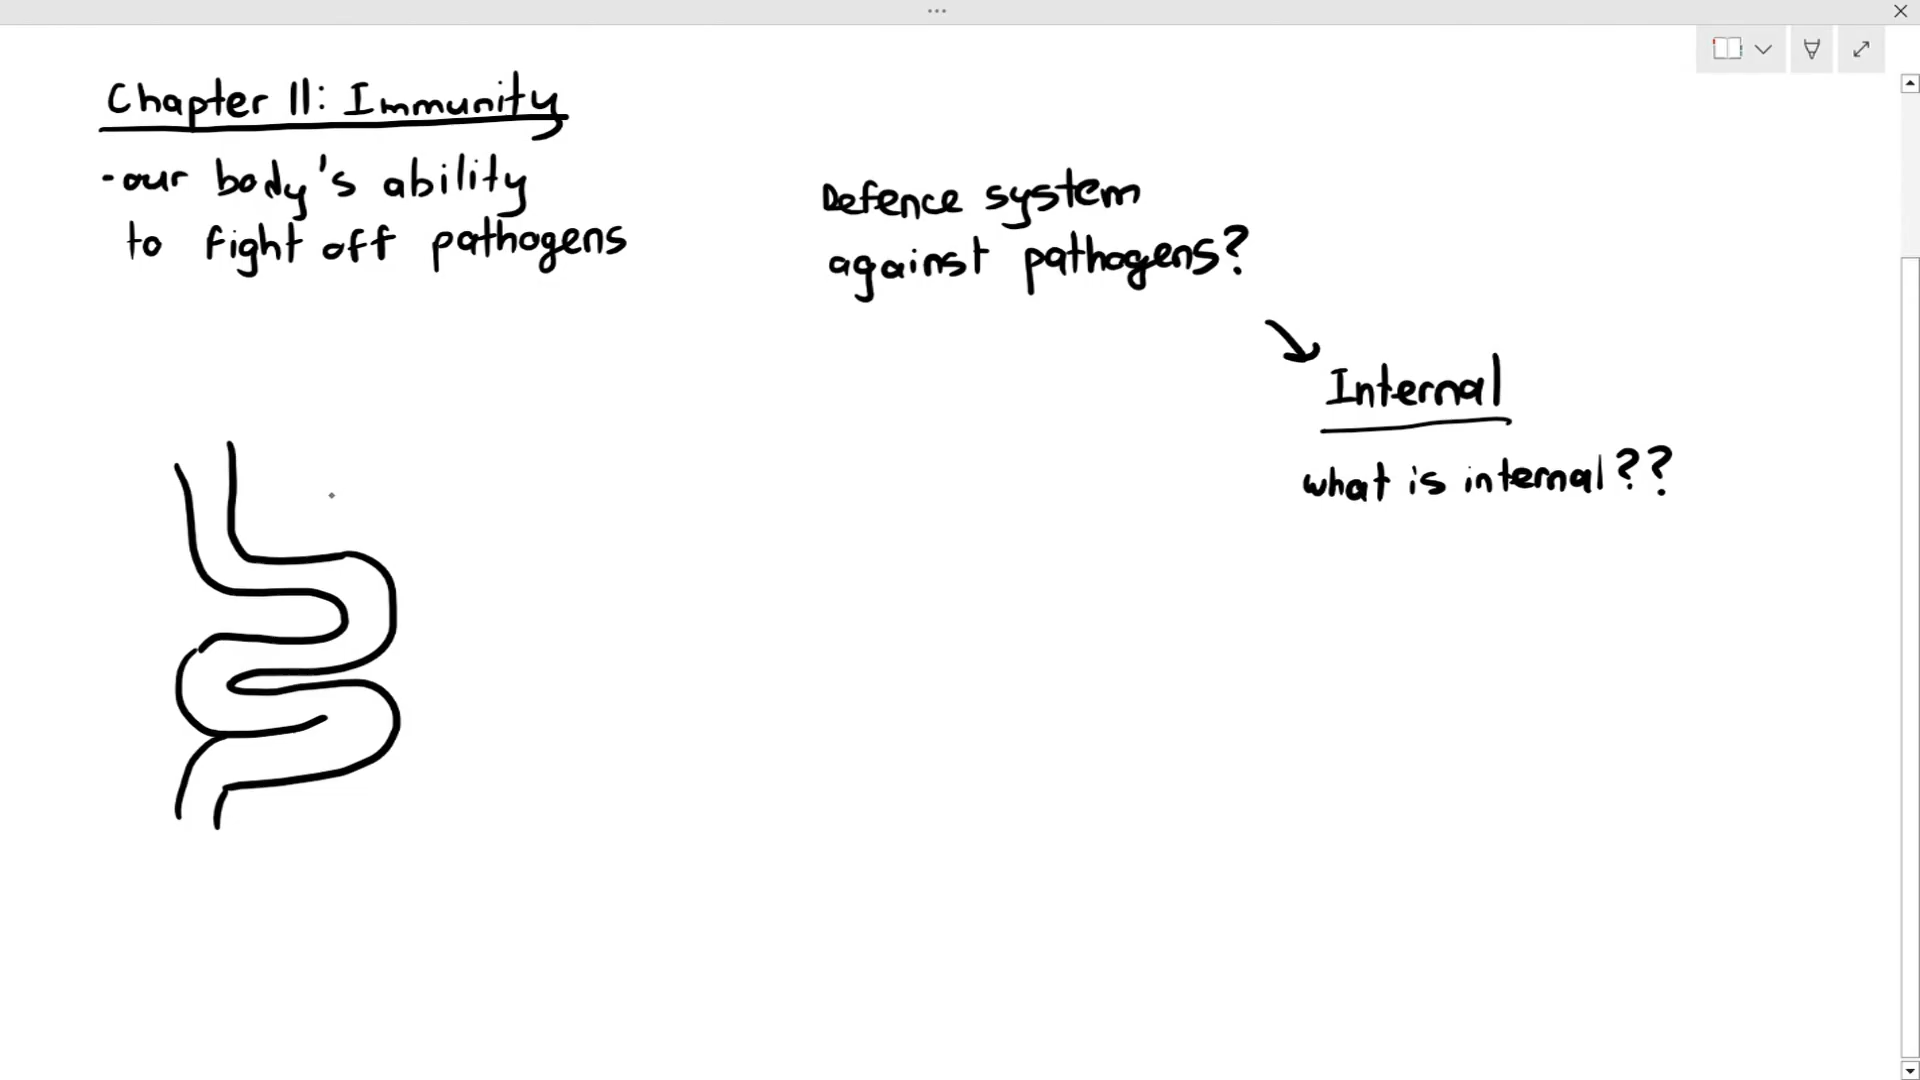 Chapter 11: Immunity
- our body's ability
to fight off pathogens
Defence system
against pathogens?
Internal
what is internal??